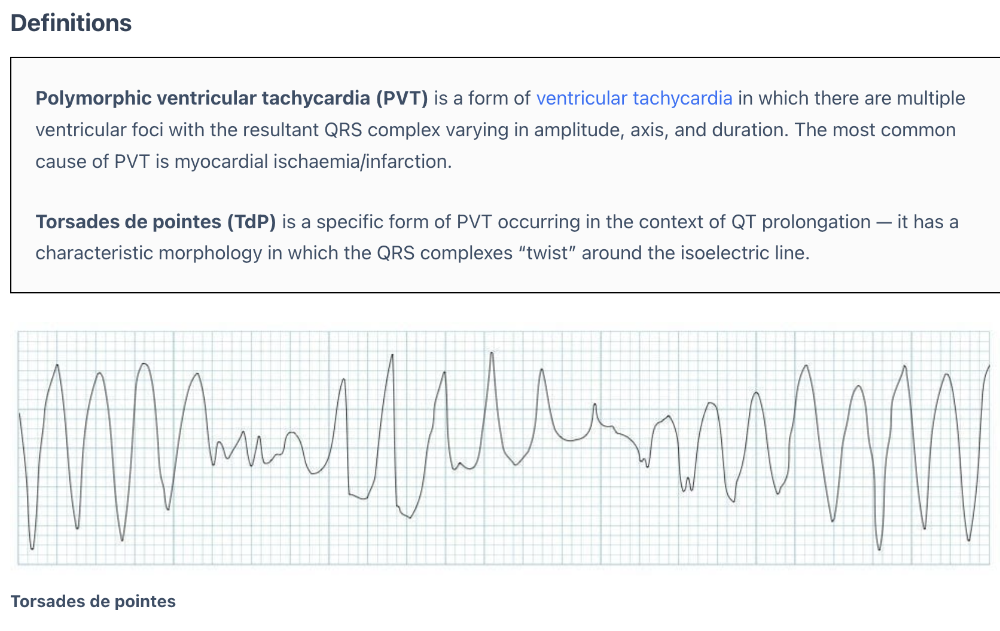 Definitions
Polymorphic ventricular tachycardia (PVT) is a form of ventricular tachycardia in which there are multiple
ventricular foci with the resultant QRS complex varying in amplitude, axis, and duration. The most common
cause of PVT is myocardial ischaemia/infarction.
Torsades de pointes (TdP) is a specific form of PVT occurring in the context of QT prolongation — it has a
characteristic morphology in which the QRS complexes “twist” around the isoelectric line.
Torsades de pointes